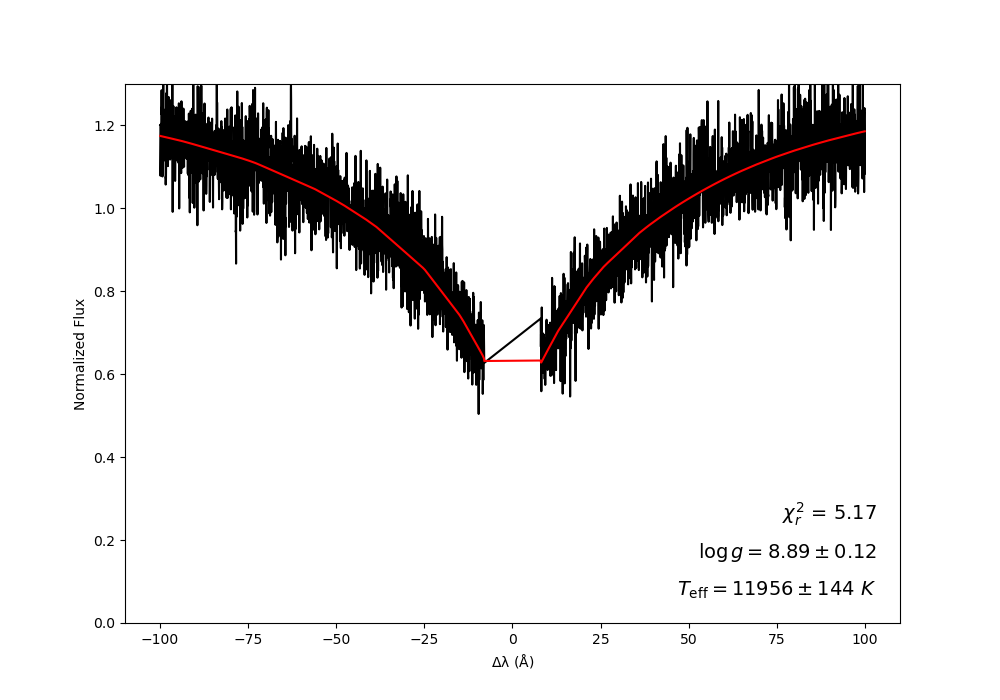 1.2
1.0
0.8
0.6
0.4
0.2
0.0
Normalized Flux
χ²ᵣ = 5.17
log g = 8.89 ± 0.12
T_eff = 11956 ± 144 K
−100 −75 −50 −25 0 25 50 75 100
Δλ (Å)